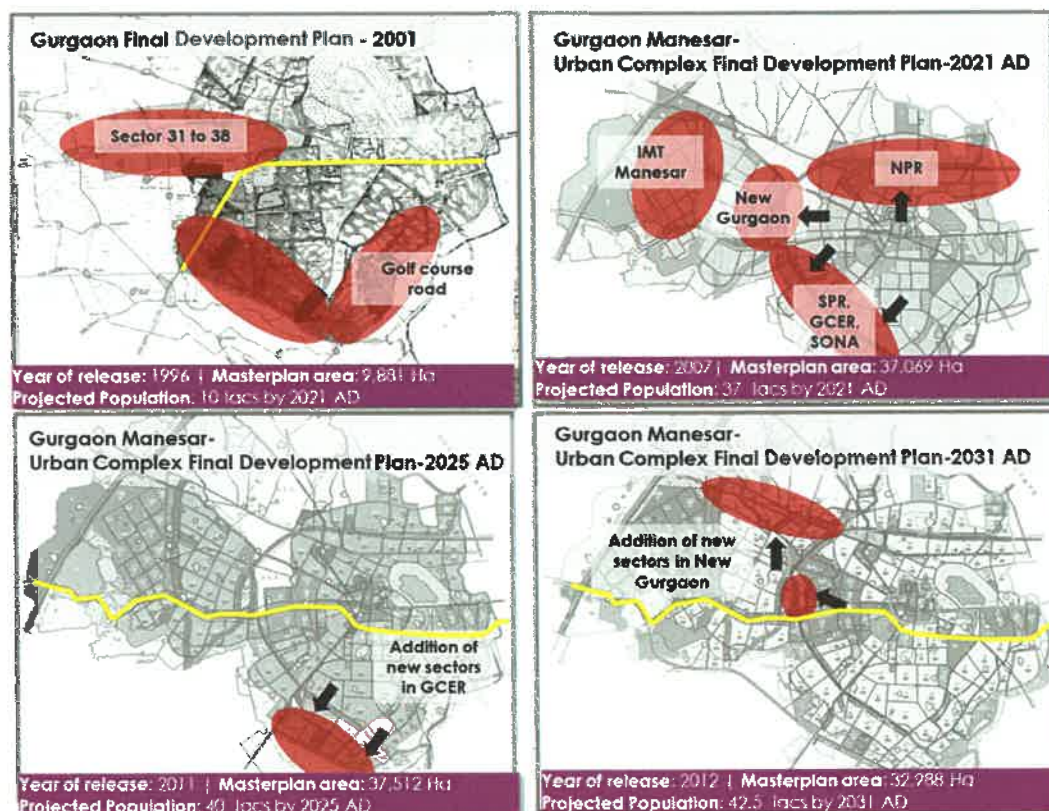 Gurgaon Final Development Plan - 2001
Sector 31 to 38
Golf course
road
Year of release: 1996 | Masterplan area: 9,881 Ha
Projected Population: 10 lacs by 2021 AD
Gurgaon Manesar-
Urban Complex Final Development Plan-2021 AD
IMT
Manesar
New
Gurgaon
NPR
SPR,
GCER,
SONA
Year of release: 2007 | Masterplan area: 37,069 Ha
Projected Population: 37 lacs by 2021 AD
Gurgaon Manesar-
Urban Complex Final Development Plan-2025 AD
Addition of
new sectors
in GCER
Year of release: 2011 | Masterplan area: 37,512 Ha
Projected Population: 40 lacs by 2025 AD
Gurgaon Manesar-
Urban Complex Final Development Plan-2031 AD
Addition of new
sectors in New
Gurgaon
Year of release: 2012 | Masterplan area: 32,988 Ha
Projected Population: 42.5 lacs by 2031 AD